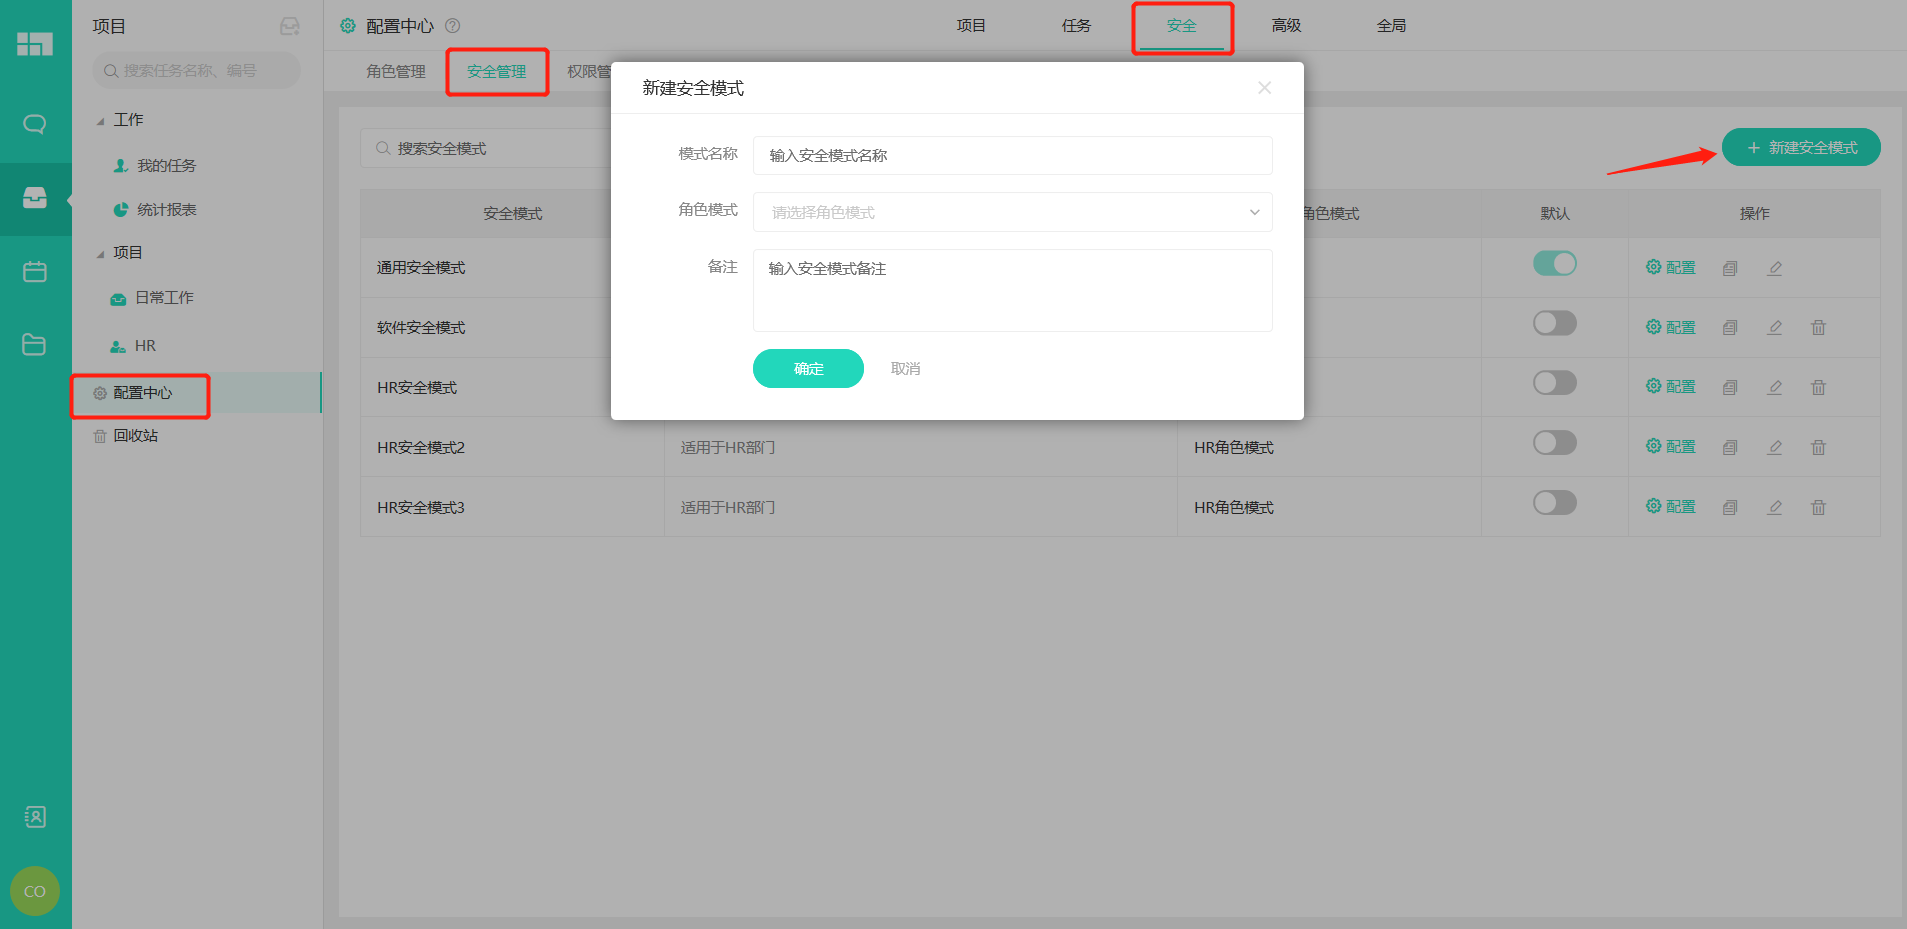 项目
搜索任务名称、编号
工作
我的任务
统计报表
项目
日常工作
HR
配置中心
回收站
CO
配置中心
项目 任务 安全 高级 全局
角色管理 安全管理 权限管
搜索安全模式
新建安全模式
安全模式 角色模式 默认 操作
通用安全模式 配置
软件安全模式 配置
HR安全模式 配置
HR安全模式2 适用于HR部门 HR角色模式 配置
HR安全模式3 适用于HR部门 HR角色模式 配置
新建安全模式
模式名称 输入安全模式名称
角色模式 请选择角色模式
备注 输入安全模式备注
确定 取消